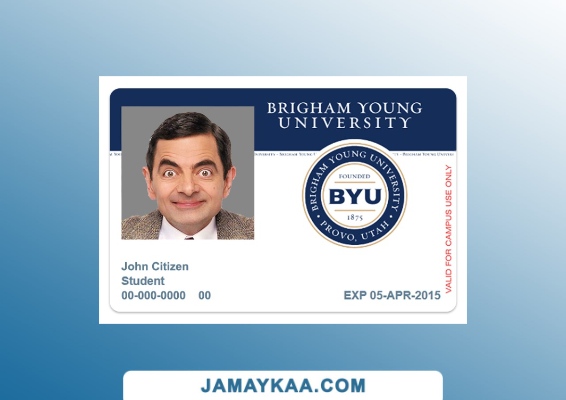 BRIGHAM YOUNG
UNIVERSITY
BRIGHAM YOUNG UNIVERSITY
FOUNDED
BYU
1875
PROVO, UTAH
VALID FOR CAMPUS USE ONLY
John Citizen
Student
00-000-0000 00
EXP 05-APR-2015
JAMAYKAA.COM